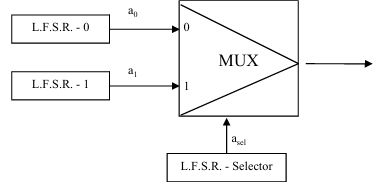 a0
L.F.S.R. - 0
0
MUX
a1
L.F.S.R. - 1
1
asel
L.F.S.R. - Selector